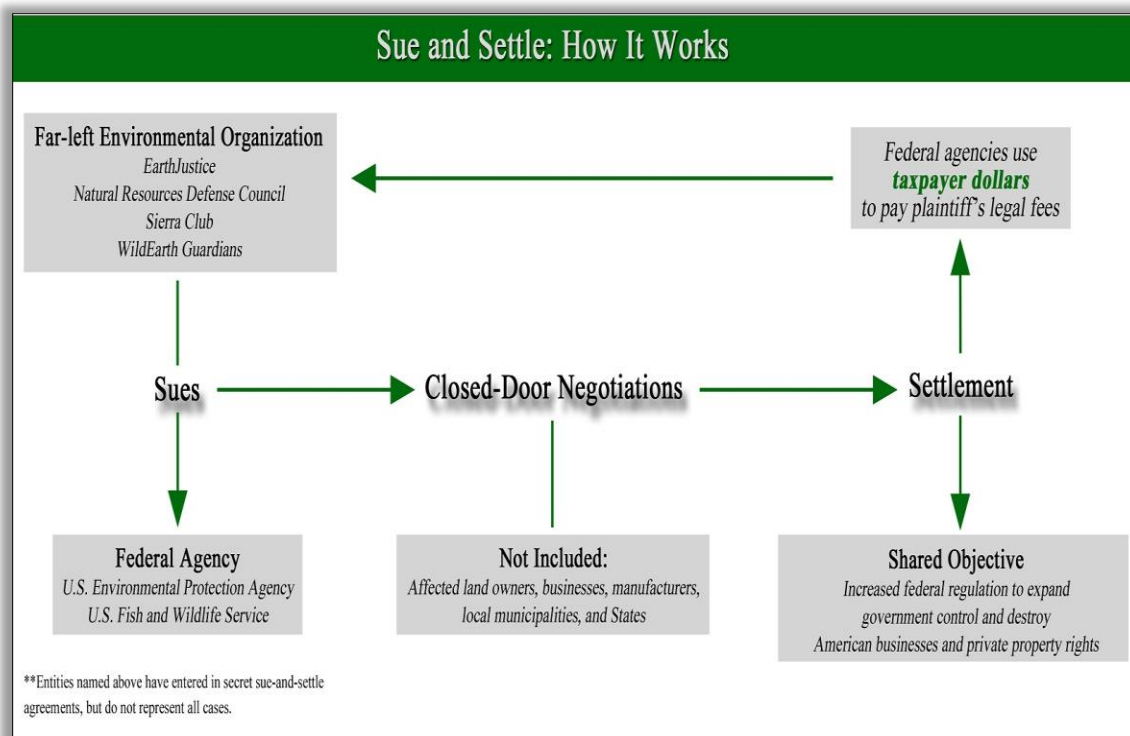 Sue and Settle: How It Works
Far-left Environmental Organization
EarthJustice
Natural Resources Defense Council
Sierra Club
WildEarth Guardians
Federal agencies use
taxpayer dollars
to pay plaintiff's legal fees
Sues
Closed-Door Negotiations
Settlement
Federal Agency
U.S. Environmental Protection Agency
U.S. Fish and Wildlife Service
Not Included:
Affected land owners, businesses, manufacturers,
local municipalities, and States
Shared Objective
Increased federal regulation to expand
government control and destroy
American businesses and private property rights
**Entities named above have entered in secret sue-and-settle
agreements, but do not represent all cases.